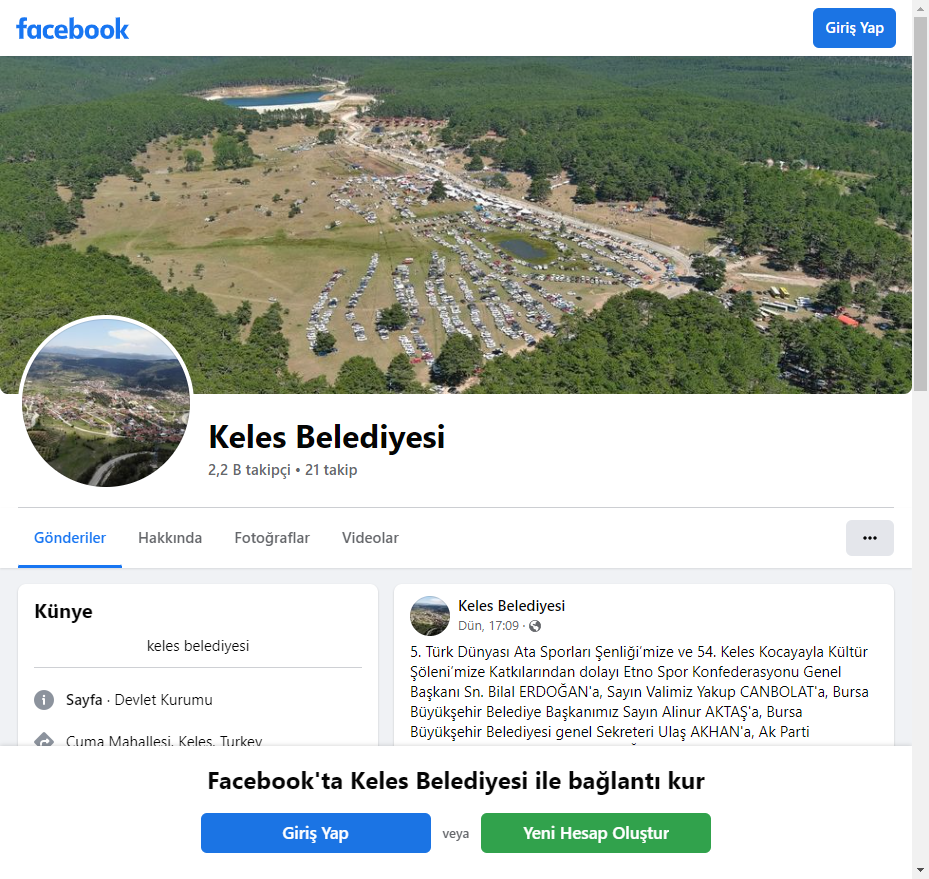 facebook
Giriş Yap
Keles Belediyesi
2,2 B takipçi • 21 takip
Gönderiler
Hakkında
Fotoğraflar
Videolar
Künye
keles belediyesi
Sayfa · Devlet Kurumu
Cuma Mahallesi, Keles, Turkey
Keles Belediyesi
Dün, 17:09 ·
5. Türk Dünyası Ata Sporları Şenliği’mize ve 54. Keles Kocayayla Kültür
Şöleni’mize Katkılarından dolayı Etno Spor Konfederasyonu Genel
Başkanı Sn. Bilal ERDOĞAN'a, Sayın Valimiz Yakup CANBOLAT'a, Bursa
Büyükşehir Belediye Başkanımız Sayın Alinur AKTAŞ'a, Bursa
Büyükşehir Belediyesi genel Sekreteri Ulaş AKHAN'a, Ak Parti
Facebook'ta Keles Belediyesi ile bağlantı kur
Giriş Yap
veya
Yeni Hesap Oluştur